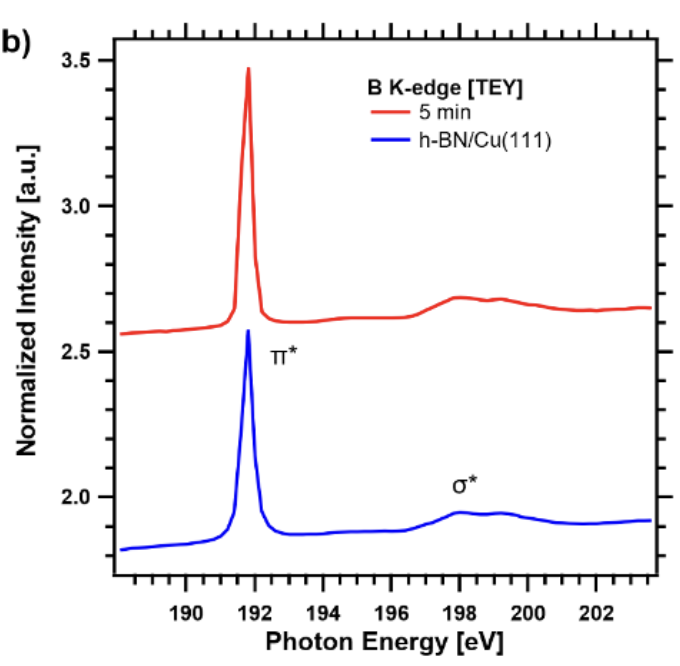 b)
B K-edge [TEY]
5 min
h-BN/Cu(111)
Normalized Intensity [a.u.]
3.5
3.0
2.5
2.0
π*
σ*
190 192 194 196 198 200 202
Photon Energy [eV]